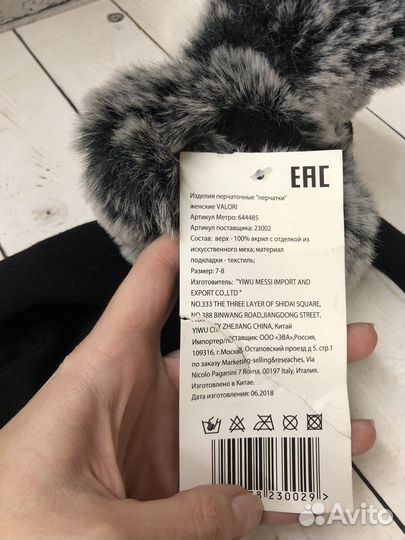 EAC
Изделия перчаточные "перчатки"
женские VALORI
Артикул Метро: 644485
Артикул поставщика: 23002
Состав: верх - 100% акрил с отделкой из
искусственного меха; материал
подкладки - текстиль;
Размер: 7-8
Изготовитель: "YIWU MESSI IMPORT AND
EXPORT CO.,LTD "
NO.333 THE THREE LAYER OF SHIDAI SQUARE,
NO.388 BINWANG ROAD,JIANGDONG STREET,
YIWU ZHEJIANG CHINA, Китай
Импортер/поставщик: ООО «ЭВА»,Россия,
109316, г.Москва, Остаповский проезд д.5. стр.1
по заказу Marketing-selling&reseaches, Via
Nicolo Paganini 7 Roma, 00197 Italy, Италия.
Изготовлено в Китае.
Дата изготовления: 06.2018
8 230029 >
Avito